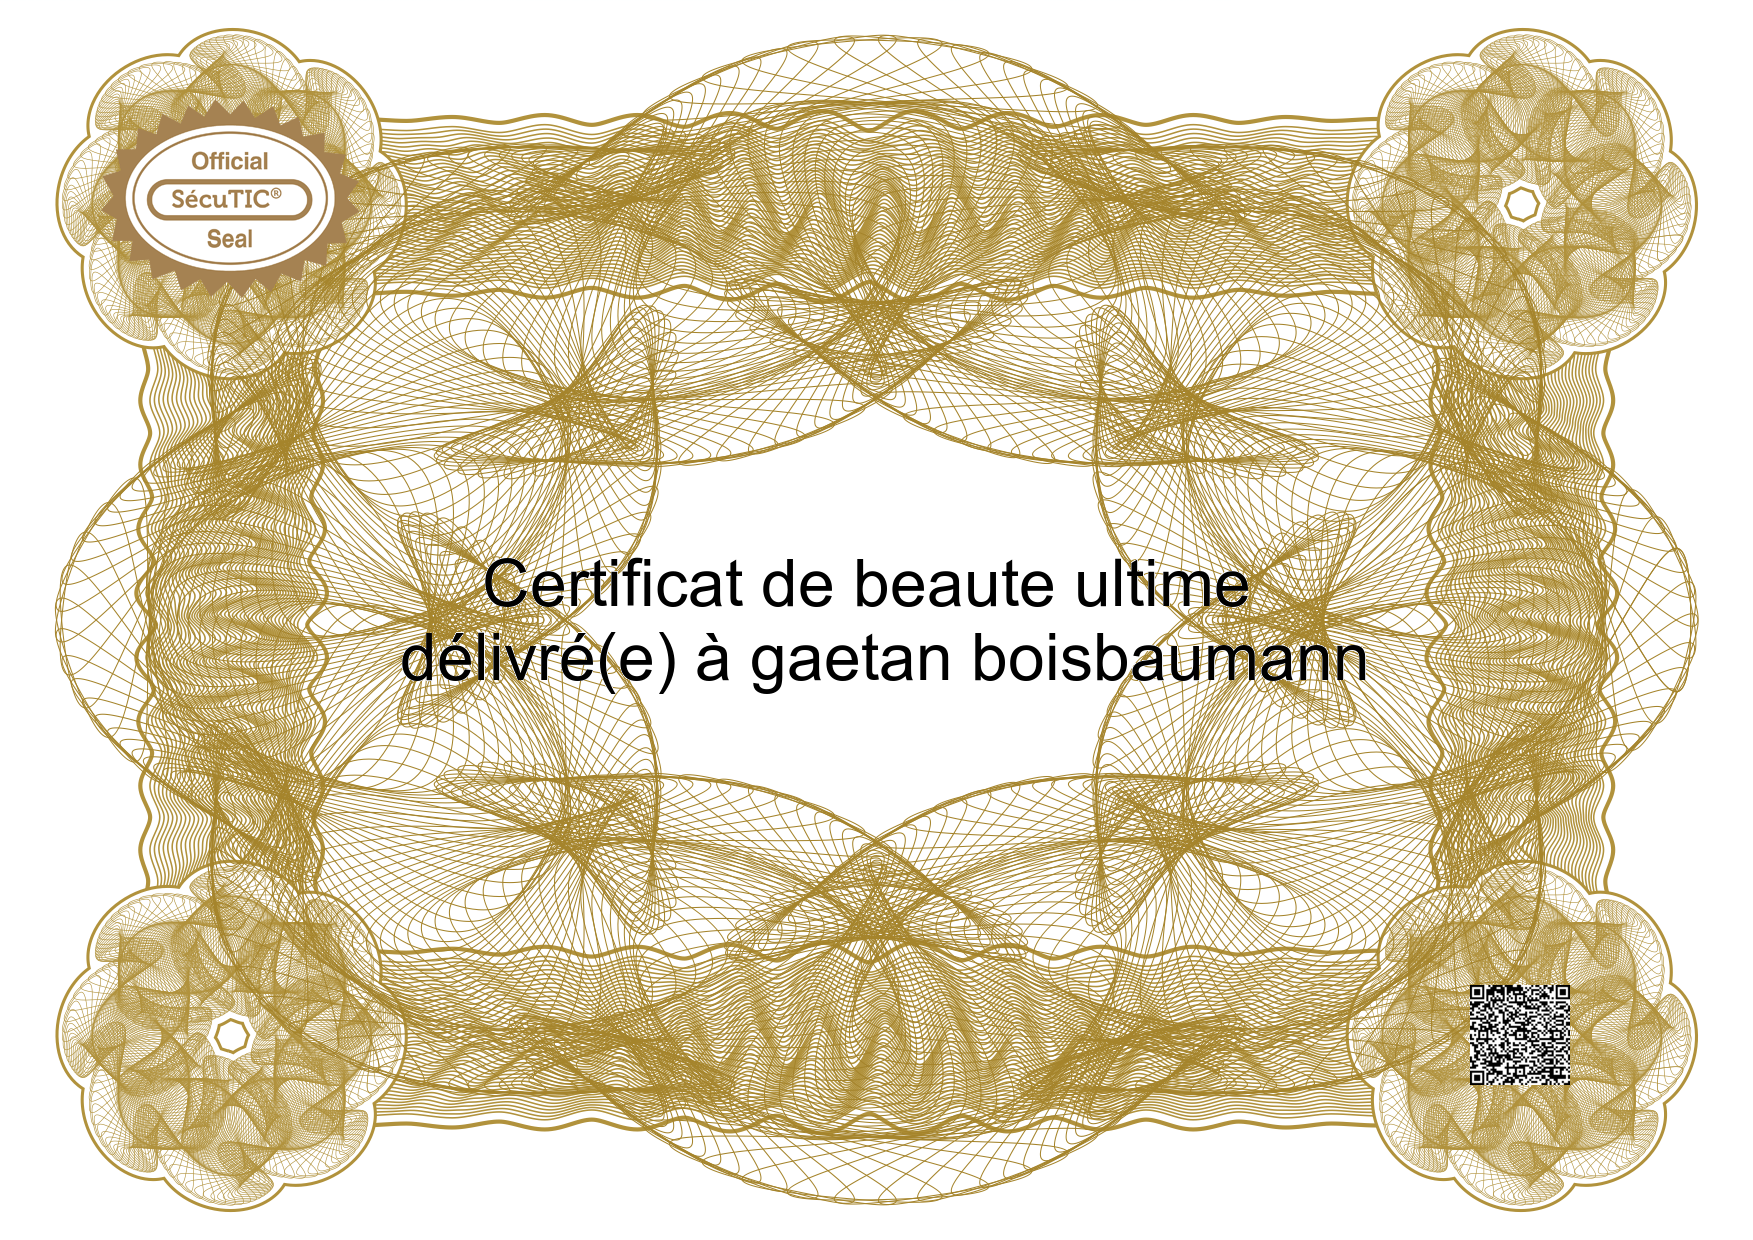 Official
SécuTIC®
Seal
Certificat de beaute ultime
délivré(e) à gaetan boisbaumann